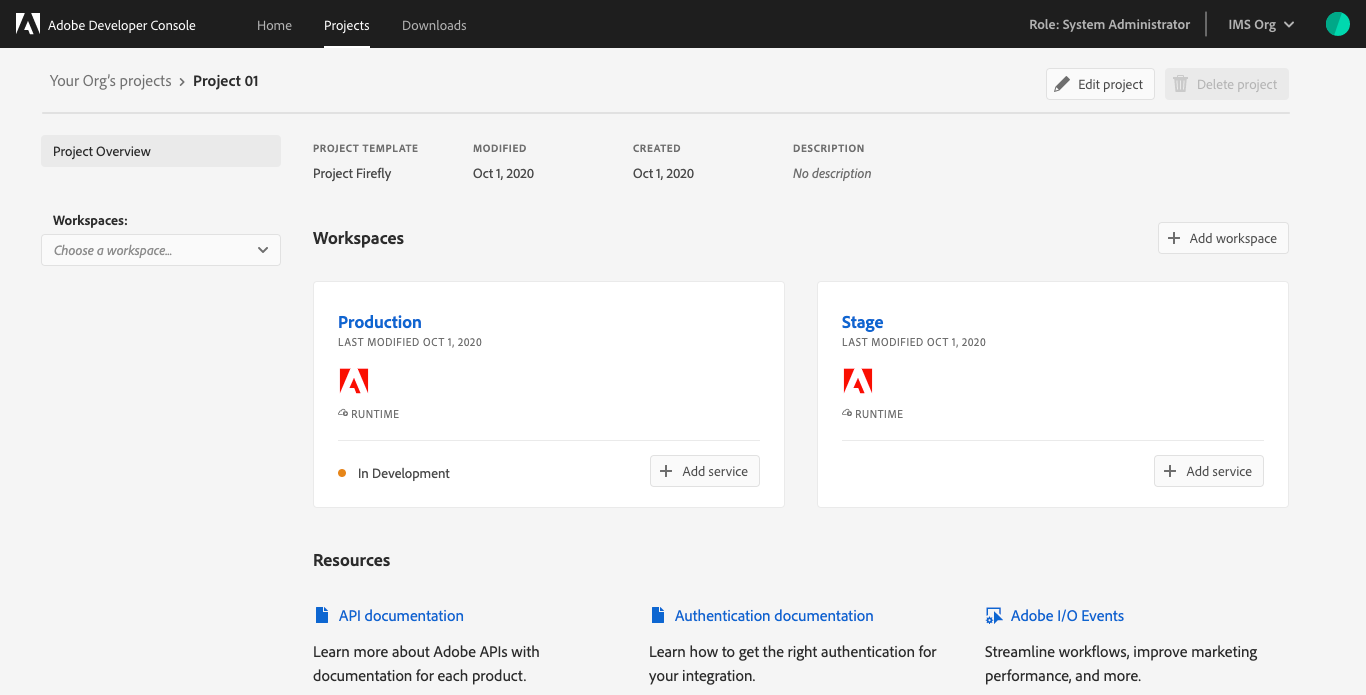 Adobe Developer Console
Home
Projects
Downloads
Role: System Administrator
IMS Org
Your Org's projects › Project 01
Edit project
Delete project
Project Overview
Workspaces:
Choose a workspace...
PROJECT TEMPLATE
Project Firefly
MODIFIED
Oct 1, 2020
CREATED
Oct 1, 2020
DESCRIPTION
No description
Workspaces
Add workspace
Production
LAST MODIFIED OCT 1, 2020
RUNTIME
In Development
Add service
Stage
LAST MODIFIED OCT 1, 2020
RUNTIME
Add service
Resources
API documentation
Learn more about Adobe APIs with
documentation for each product.
Authentication documentation
Learn how to get the right authentication for
your integration.
Adobe I/O Events
Streamline workflows, improve marketing
performance, and more.